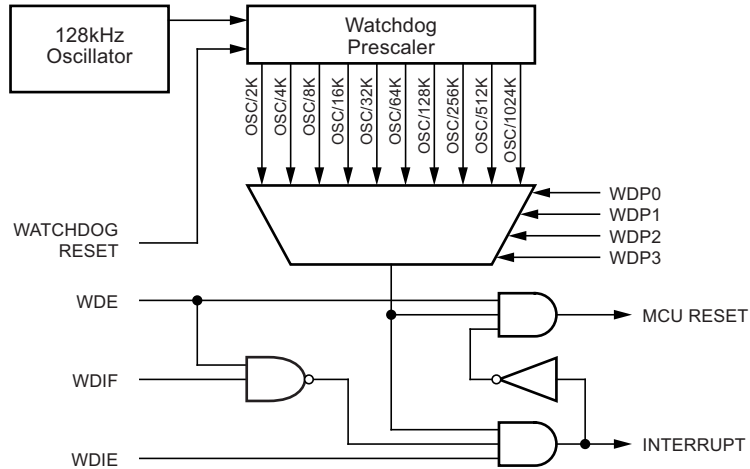 128kHz
Oscillator
Watchdog
Prescaler
OSC/2K
OSC/4K
OSC/8K
OSC/16K
OSC/32K
OSC/64K
OSC/128K
OSC/256K
OSC/512K
OSC/1024K
WDP0
WDP1
WDP2
WDP3
WATCHDOG
RESET
WDE
MCU RESET
WDIF
INTERRUPT
WDIE